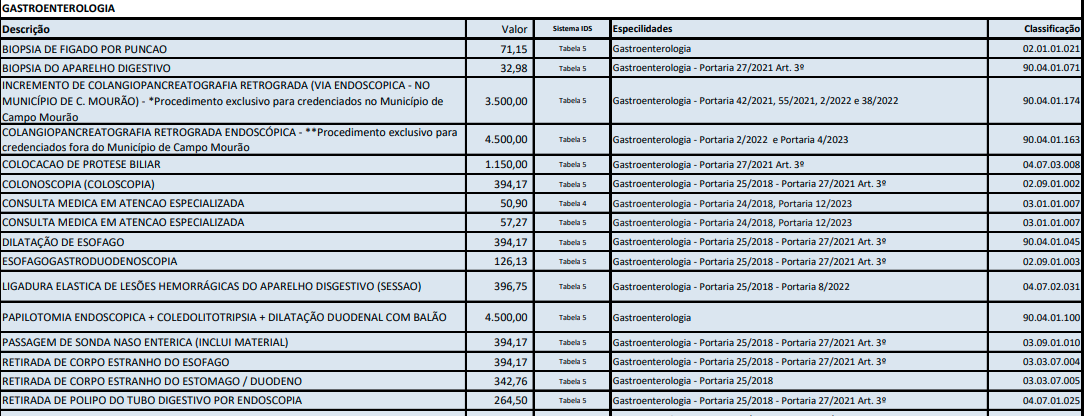 GASTROENTEROLOGIA
Descrição Valor Sistema IDS Especilidades Classificação
BIOPSIA DE FIGADO POR PUNCAO 71,15 Tabela 5 Gastroenterologia 02.01.01.021
BIOPSIA DO APARELHO DIGESTIVO 32,98 Tabela 5 Gastroenterologia - Portaria 27/2021 Art. 3º 90.04.01.071
INCREMENTO DE COLANGIOPANCREATOGRAFIA RETROGRADA (VIA ENDOSCOPICA - NO
MUNICÍPIO DE C. MOURÃO) - *Procedimento exclusivo para credenciados no Município de
Campo Mourão 3.500,00 Tabela 5 Gastroenterologia - Portaria 42/2021, 55/2021, 2/2022 e 38/2022 90.04.01.174
COLANGIOPANCREATOGRAFIA RETROGRADA ENDOSCÓPICA - **Procedimento exclusivo para
credenciados fora do Município de Campo Mourão 4.500,00 Tabela 5 Gastroenterologia - Portaria 2/2022 e Portaria 4/2023 90.04.01.163
COLOCACAO DE PROTESE BILIAR 1.150,00 Tabela 5 Gastroenterologia - Portaria 27/2021 Art. 3º 04.07.03.008
COLONOSCOPIA (COLOSCOPIA) 394,17 Tabela 5 Gastroenterologia - Portaria 25/2018 - Portaria 27/2021 Art. 3º 02.09.01.002
CONSULTA MEDICA EM ATENCAO ESPECIALIZADA 50,90 Tabela 4 Gastroenterologia - Portaria 24/2018, Portaria 12/2023 03.01.01.007
CONSULTA MEDICA EM ATENCAO ESPECIALIZADA 57,27 Tabela 5 Gastroenterologia - Portaria 24/2018, Portaria 12/2023 03.01.01.007
DILATAÇÃO DE ESOFAGO 394,17 Tabela 5 Gastroenterologia - Portaria 25/2018 - Portaria 27/2021 Art. 3º 90.04.01.045
ESOFAGOGASTRODUODENOSCOPIA 126,13 Tabela 5 Gastroenterologia - Portaria 25/2018 - Portaria 27/2021 Art. 3º 02.09.01.003
LIGADURA ELASTICA DE LESÕES HEMORRÁGICAS DO APARELHO DISGESTIVO (SESSAO) 396,75 Tabela 5 Gastroenterologia - Portaria 25/2018 - Portaria 8/2022 04.07.02.031
PAPILOTOMIA ENDOSCOPICA + COLEDOLITOTRIPSIA + DILATAÇÃO DUODENAL COM BALÃO 4.500,00 Tabela 5 Gastroenterologia 90.04.01.100
PASSAGEM DE SONDA NASO ENTERICA (INCLUI MATERIAL) 394,17 Tabela 5 Gastroenterologia - Portaria 25/2018 - Portaria 27/2021 Art. 3º 03.09.01.010
RETIRADA DE CORPO ESTRANHO DO ESOFAGO 394,17 Tabela 5 Gastroenterologia - Portaria 25/2018 - Portaria 27/2021 Art. 3º 03.03.07.004
RETIRADA DE CORPO ESTRANHO DO ESTOMAGO / DUODENO 342,76 Tabela 5 Gastroenterologia - Portaria 25/2018 03.03.07.005
RETIRADA DE POLIPO DO TUBO DIGESTIVO POR ENDOSCOPIA 264,50 Tabela 5 Gastroenterologia - Portaria 25/2018 - Portaria 27/2021 Art. 3º 04.07.01.025